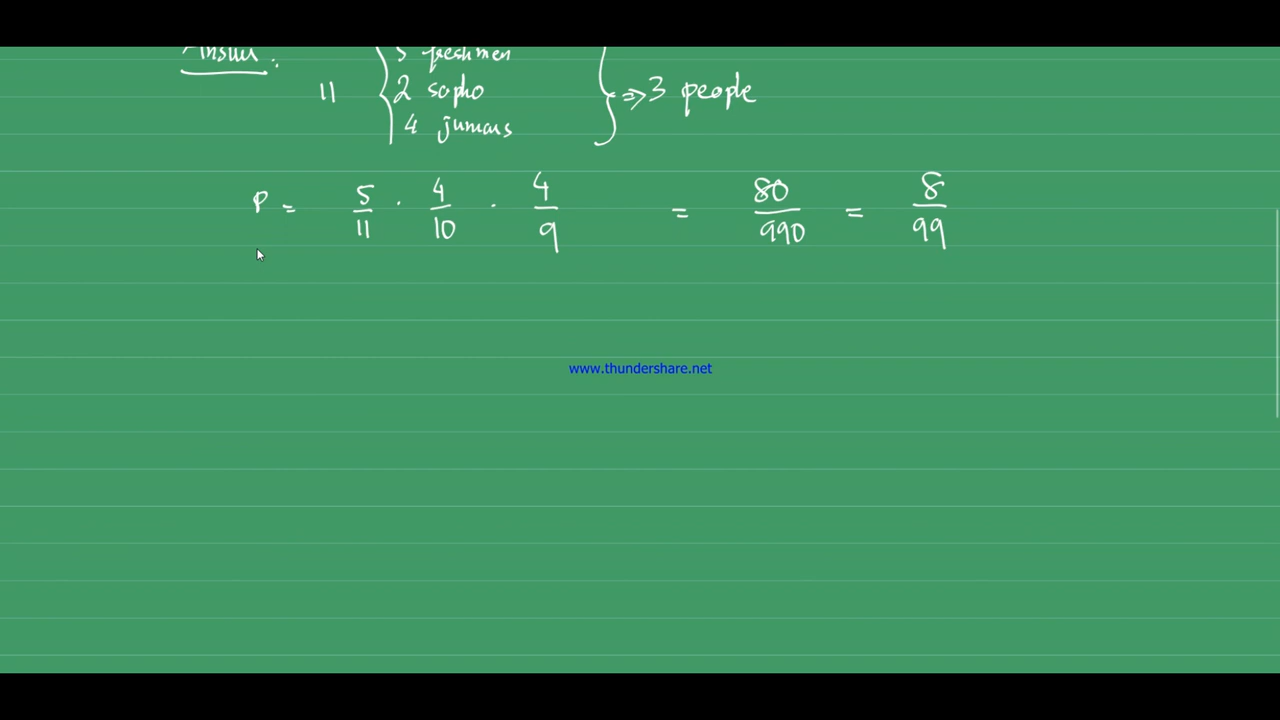 Answer :
5 freshmen
11 { 2 sopho } => 3 people
4 juniors
P = 5/11 · 4/10 · 4/9 = 80/990 = 8/99
www.thundershare.net